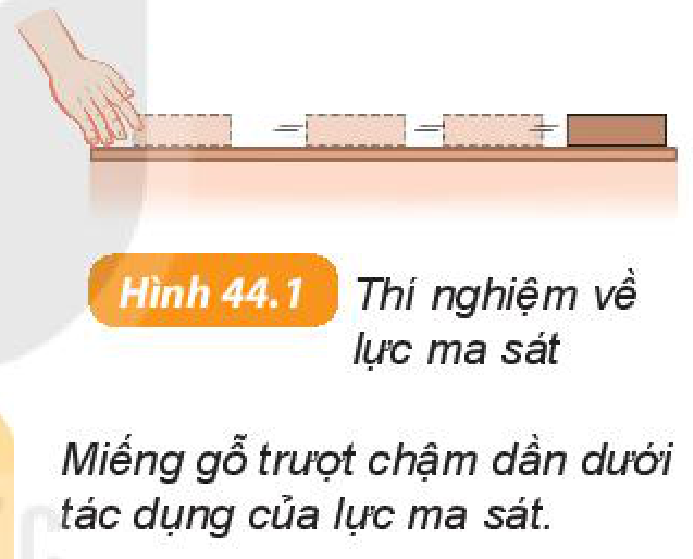 Hình 44.1
Thí nghiệm về
lực ma sát
Miếng gỗ trượt chậm dần dưới
tác dụng của lực ma sát.